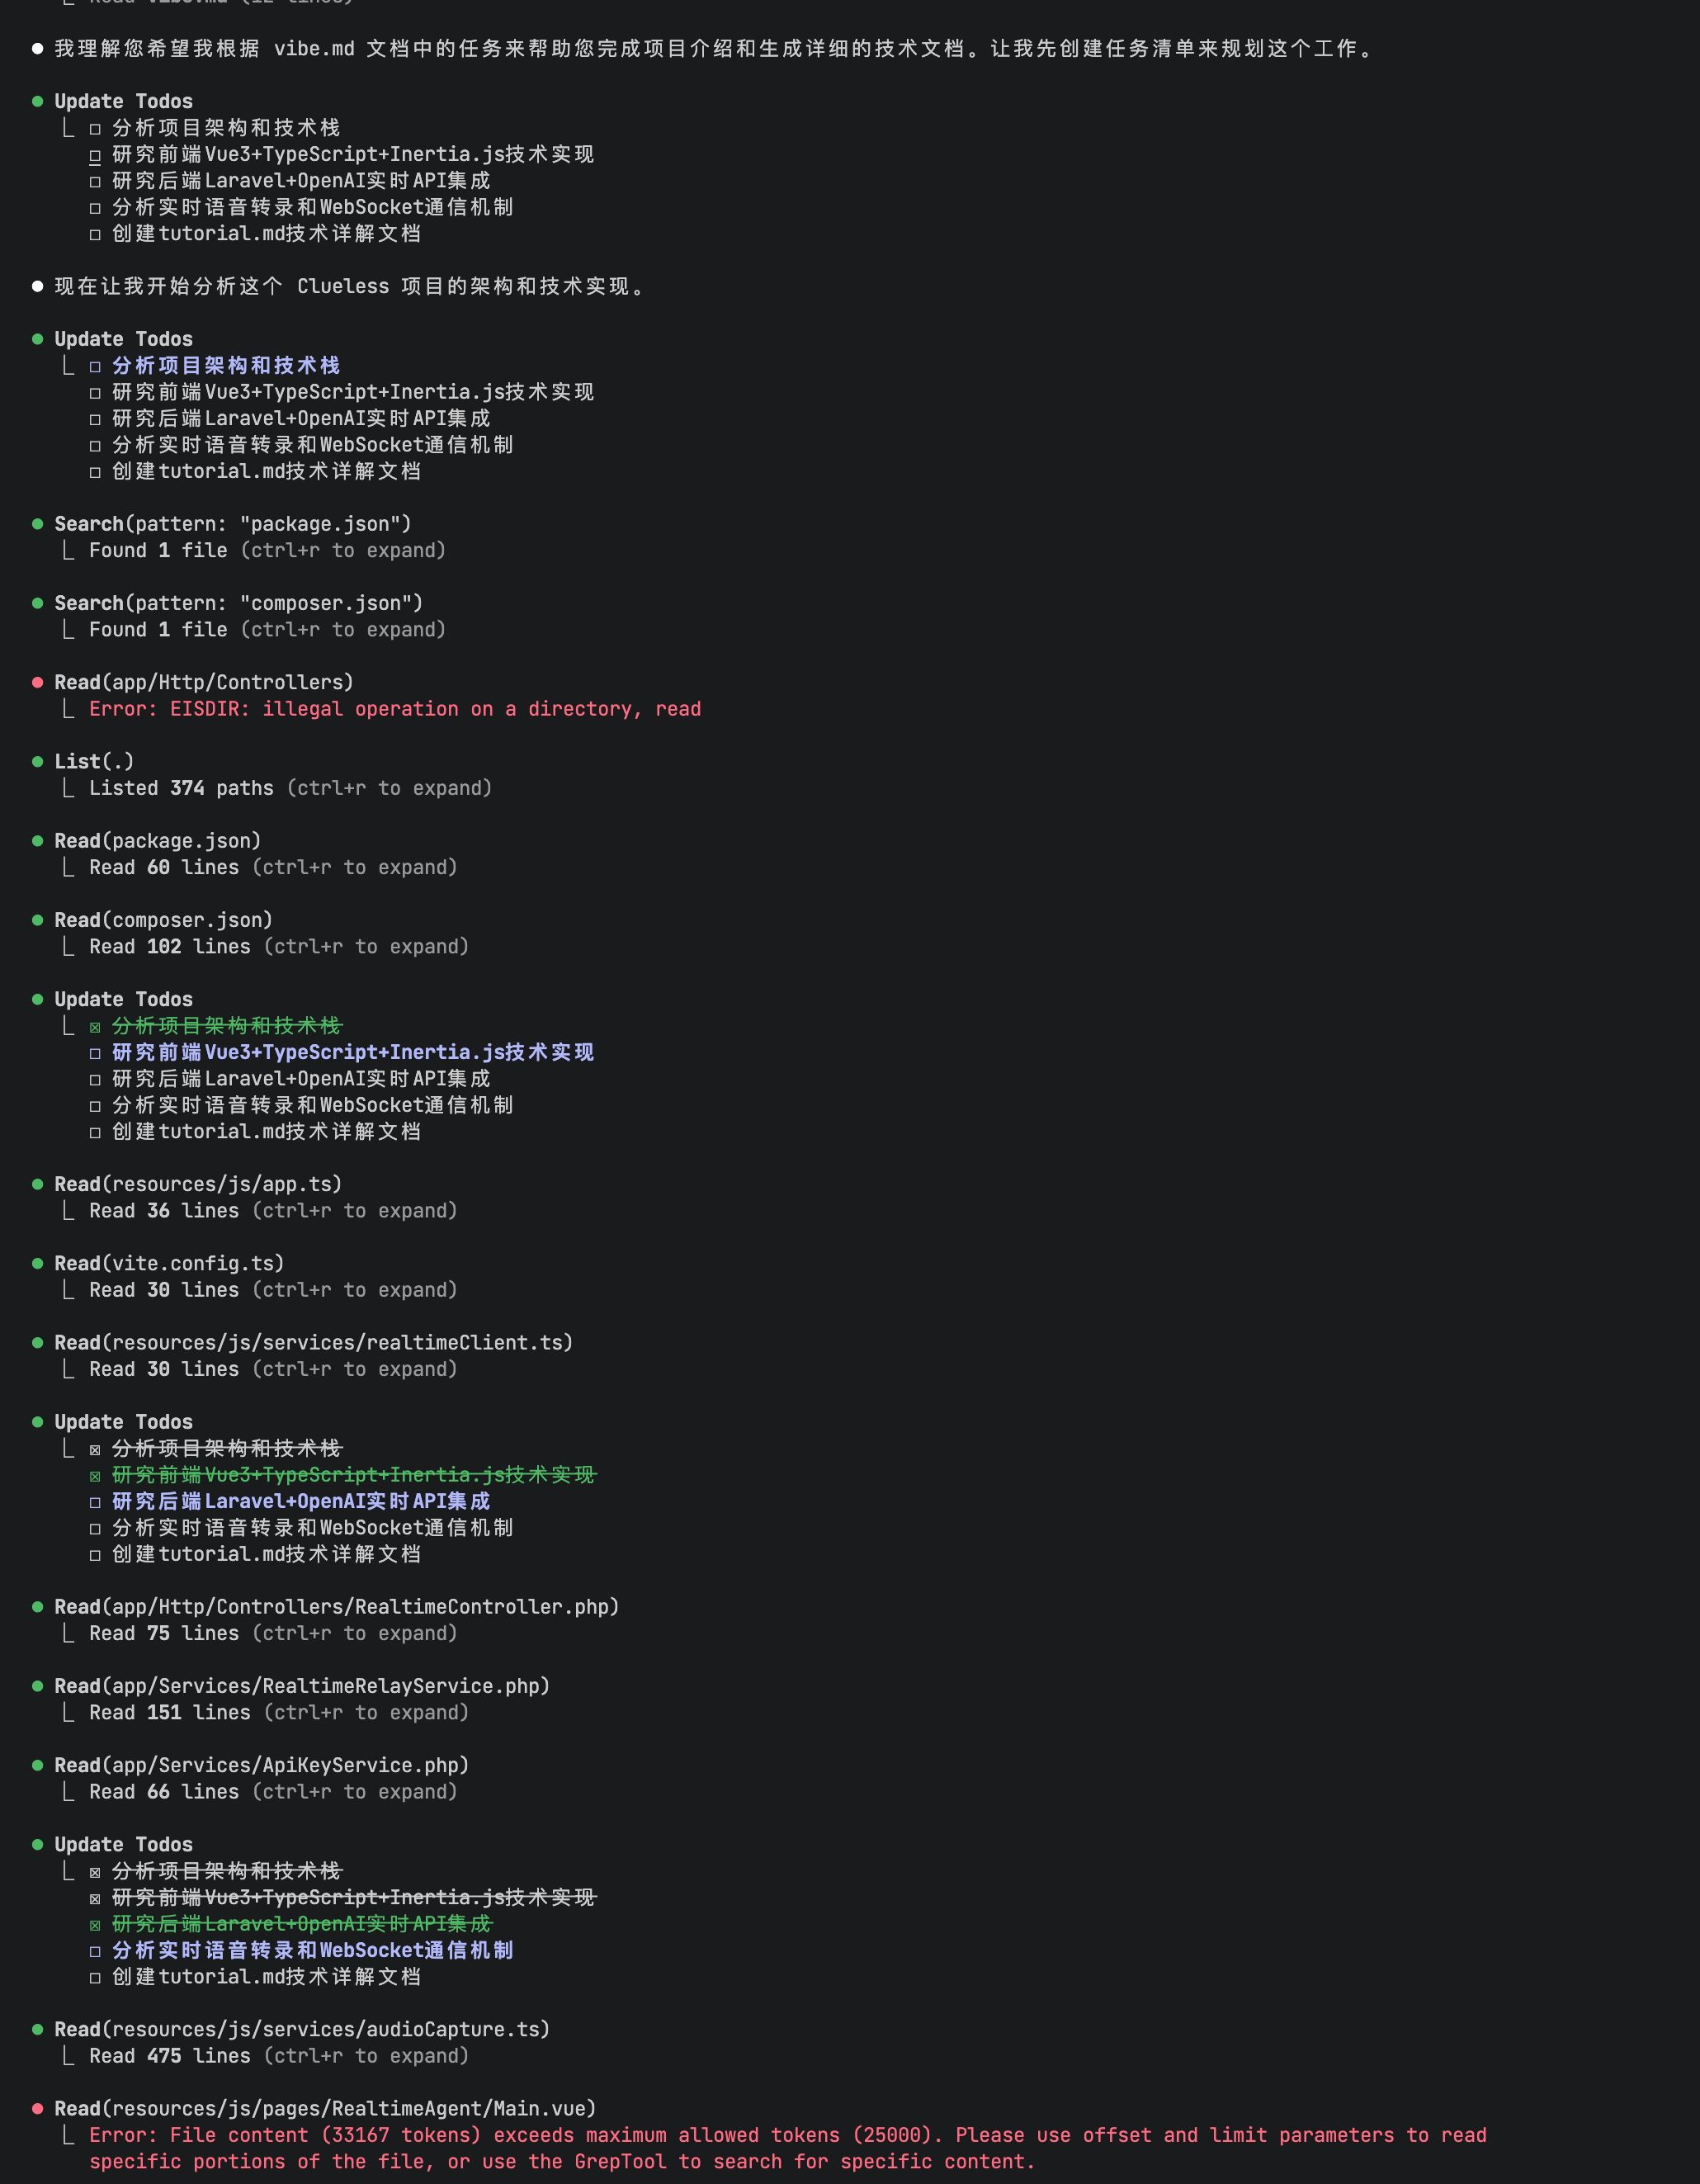 ● 我理解您希望我根据 vibe.md 文档中的任务来帮助您完成项目介绍和生成详细的技术文档。让我先创建任务清单来规划这个工作。
● Update Todos
⎿ ☐ 分析项目架构和技术栈
☐ 研究前端Vue3+TypeScript+Inertia.js技术实现
☐ 研究后端Laravel+OpenAI实时API集成
☐ 分析实时语音转录和WebSocket通信机制
☐ 创建tutorial.md技术详解文档
● 现在让我开始分析这个 Clueless 项目的架构和技术实现。
● Update Todos
⎿ ☐ 分析项目架构和技术栈
☐ 研究前端Vue3+TypeScript+Inertia.js技术实现
☐ 研究后端Laravel+OpenAI实时API集成
☐ 分析实时语音转录和WebSocket通信机制
☐ 创建tutorial.md技术详解文档
● Search(pattern: "package.json")
⎿ Found 1 file (ctrl+r to expand)
● Search(pattern: "composer.json")
⎿ Found 1 file (ctrl+r to expand)
● Read(app/Http/Controllers)
⎿ Error: EISDIR: illegal operation on a directory, read
● List(.)
⎿ Listed 374 paths (ctrl+r to expand)
● Read(package.json)
⎿ Read 60 lines (ctrl+r to expand)
● Read(composer.json)
⎿ Read 102 lines (ctrl+r to expand)
● Update Todos
⎿ ☒ 分析项目架构和技术栈
☐ 研究前端Vue3+TypeScript+Inertia.js技术实现
☐ 研究后端Laravel+OpenAI实时API集成
☐ 分析实时语音转录和WebSocket通信机制
☐ 创建tutorial.md技术详解文档
● Read(resources/js/app.ts)
⎿ Read 36 lines (ctrl+r to expand)
● Read(vite.config.ts)
⎿ Read 30 lines (ctrl+r to expand)
● Read(resources/js/services/realtimeClient.ts)
⎿ Read 30 lines (ctrl+r to expand)
● Update Todos
⎿ ☒ 分析项目架构和技术栈
☒ 研究前端Vue3+TypeScript+Inertia.js技术实现
☐ 研究后端Laravel+OpenAI实时API集成
☐ 分析实时语音转录和WebSocket通信机制
☐ 创建tutorial.md技术详解文档
● Read(app/Http/Controllers/RealtimeController.php)
⎿ Read 75 lines (ctrl+r to expand)
● Read(app/Services/RealtimeRelayService.php)
⎿ Read 151 lines (ctrl+r to expand)
● Read(app/Services/ApiKeyService.php)
⎿ Read 66 lines (ctrl+r to expand)
● Update Todos
⎿ ☒ 分析项目架构和技术栈
☒ 研究前端Vue3+TypeScript+Inertia.js技术实现
☒ 研究后端Laravel+OpenAI实时API集成
☐ 分析实时语音转录和WebSocket通信机制
☐ 创建tutorial.md技术详解文档
● Read(resources/js/services/audioCapture.ts)
⎿ Read 475 lines (ctrl+r to expand)
● Read(resources/js/pages/RealtimeAgent/Main.vue)
⎿ Error: File content (33167 tokens) exceeds maximum allowed tokens (25000). Please use offset and limit parameters to read
specific portions of the file, or use the GrepTool to search for specific content.